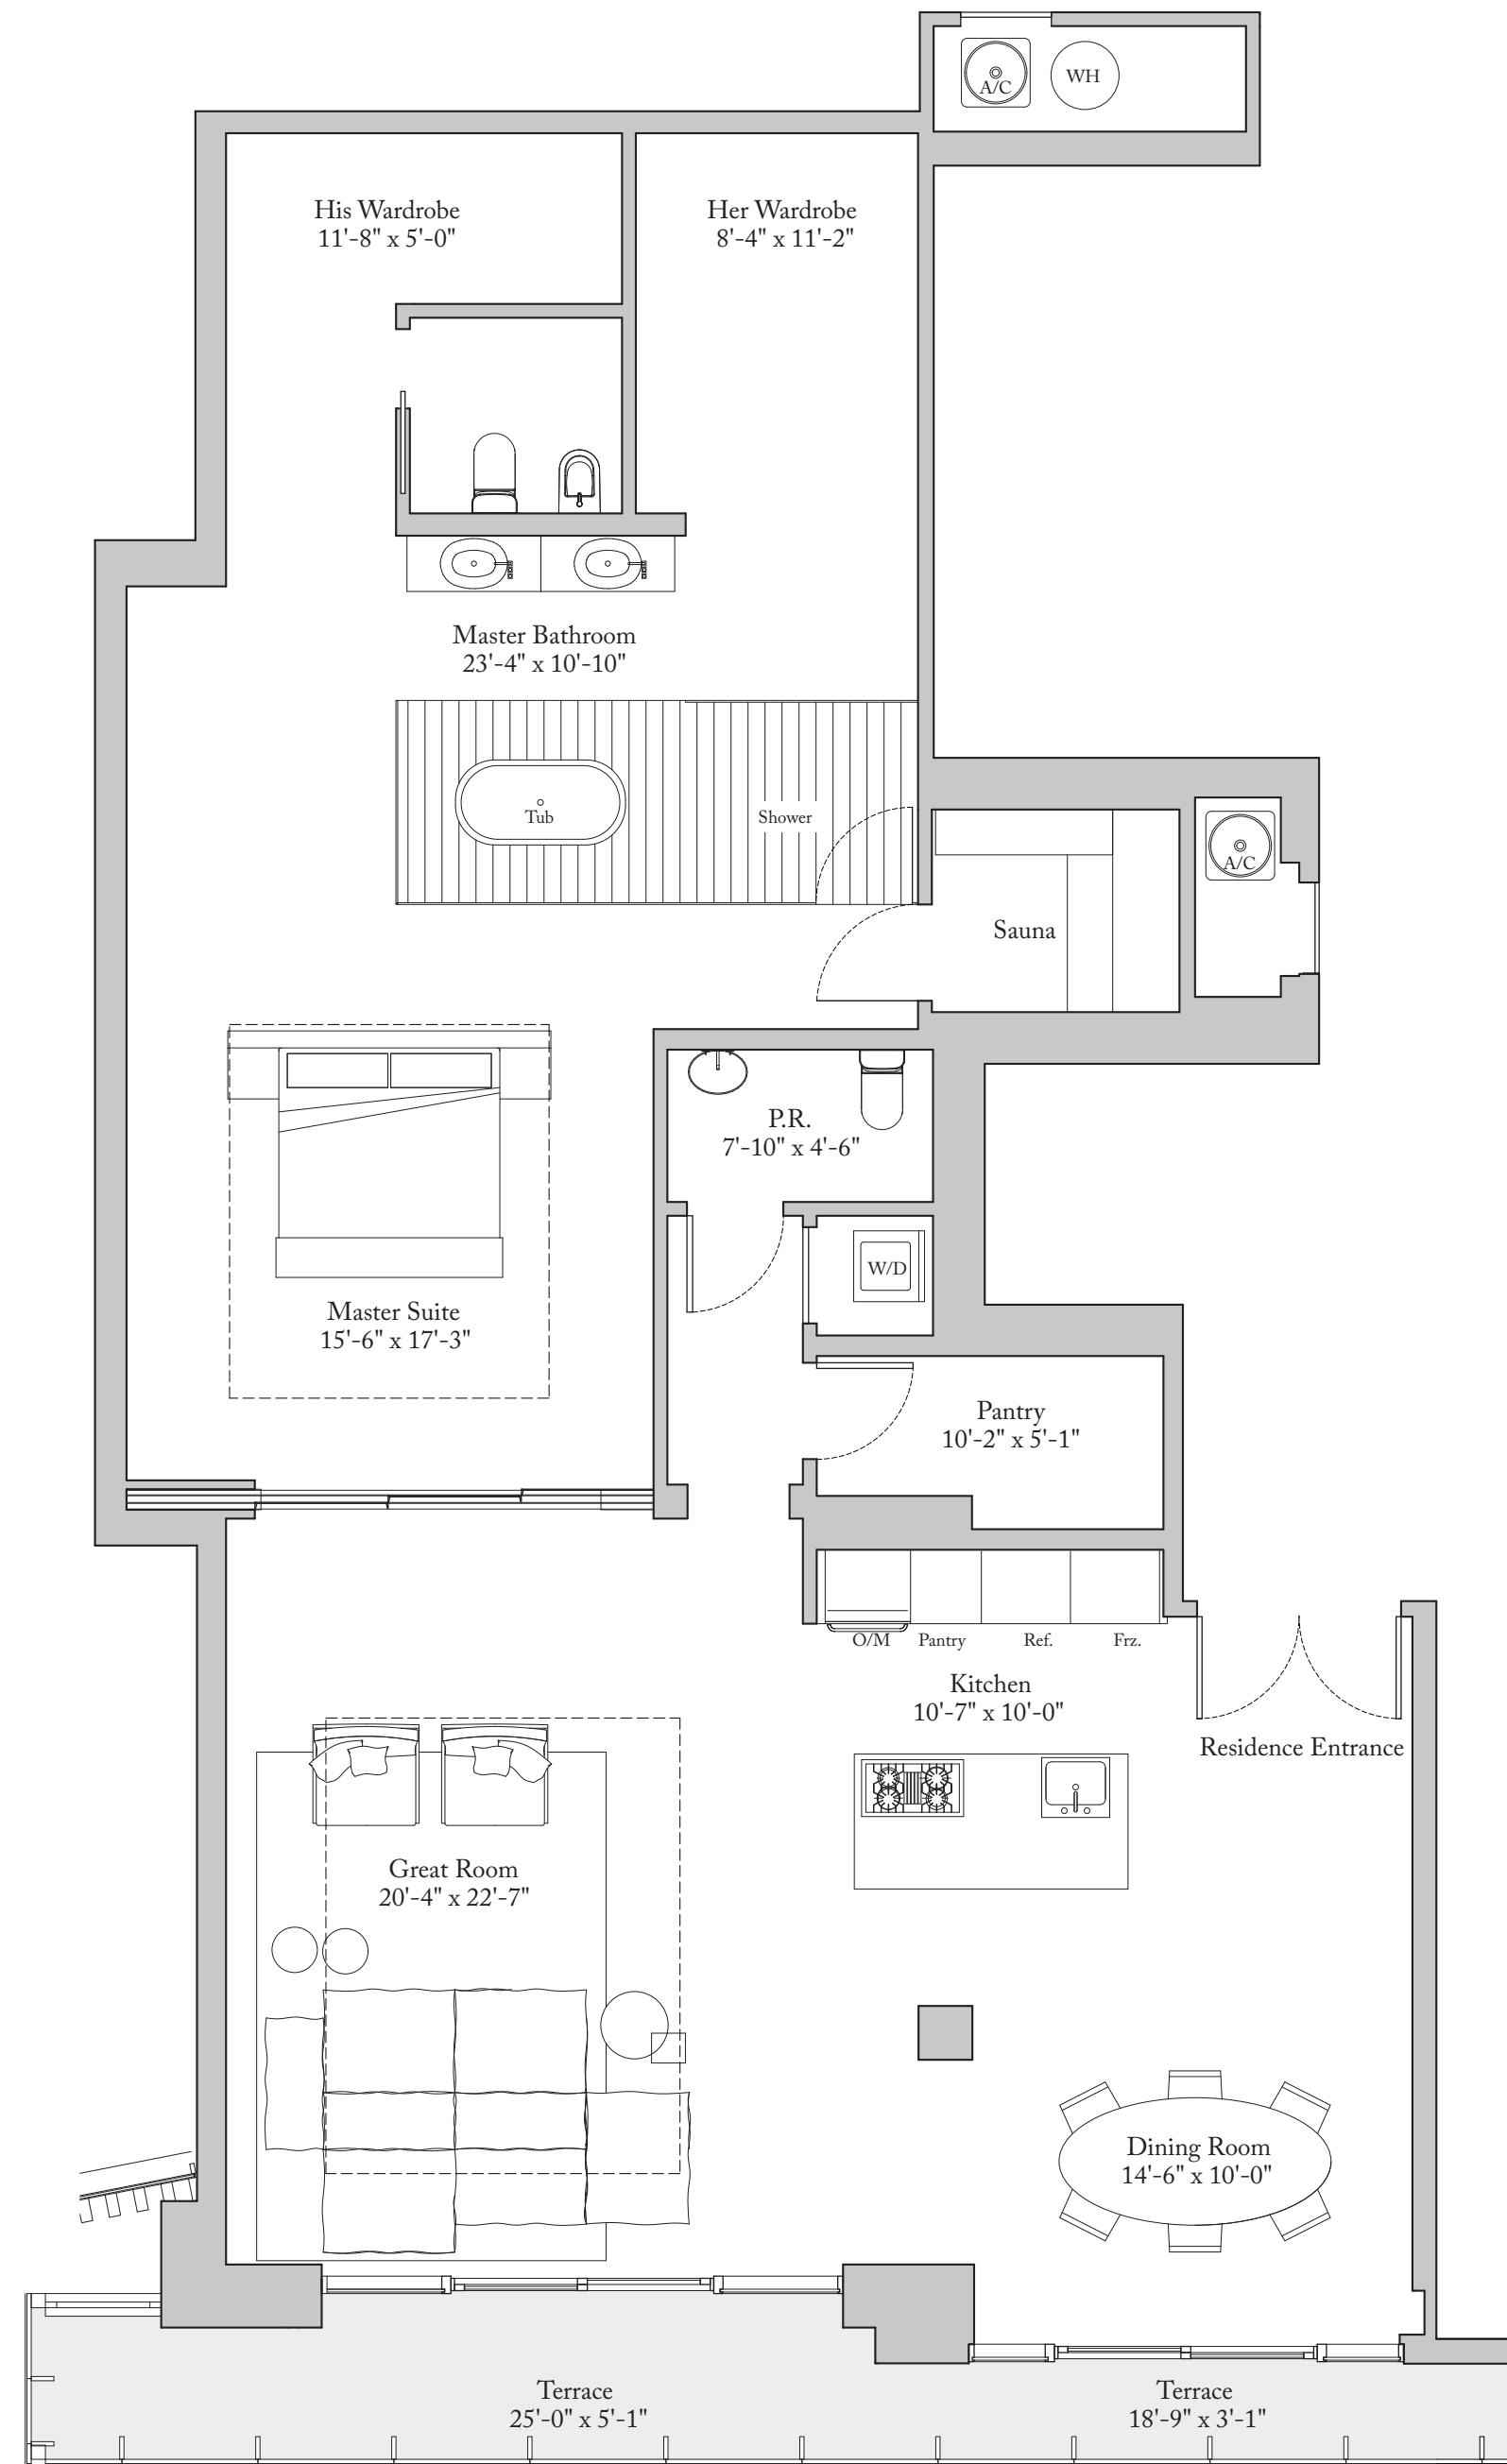 A/C
WH
His Wardrobe
11'-8" x 5'-0"
Her Wardrobe
8'-4" x 11'-2"
Master Bathroom
23'-4" x 10'-10"
Tub
Shower
A/C
Sauna
P.R.
7'-10" x 4'-6"
W/D
Master Suite
15'-6" x 17'-3"
Pantry
10'-2" x 5'-1"
O/M
Pantry
Ref.
Frz.
Kitchen
10'-7" x 10'-0"
Residence Entrance
Great Room
20'-4" x 22'-7"
Dining Room
14'-6" x 10'-0"
Terrace
25'-0" x 5'-1"
Terrace
18'-9" x 3'-1"